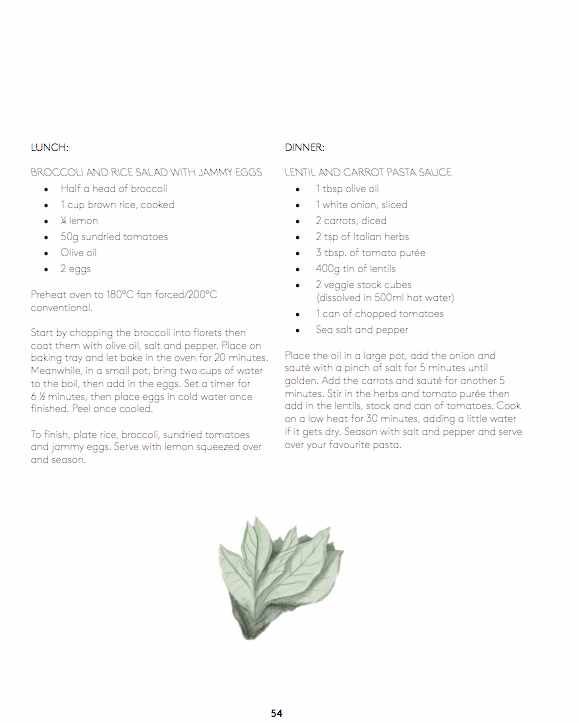 LUNCH:
BROCCOLI AND RICE SALAD WITH JAMMY EGGS
• Half a head of broccoli
• 1 cup brown rice, cooked
• ¼ lemon
• 50g sundried tomatoes
• Olive oil
• 2 eggs
Preheat oven to 180°C fan forced/200°C
conventional.
Start by chopping the broccoli into florets then
coat them with olive oil, salt and pepper. Place on
baking tray and let bake in the oven for 20 minutes.
Meanwhile, in a small pot, bring two cups of water
to the boil, then add in the eggs. Set a timer for
6 ½ minutes, then place eggs in cold water once
finished. Peel once cooled.
To finish, plate rice, broccoli, sundried tomatoes
and jammy eggs. Serve with lemon squeezed over
and season.
DINNER:
LENTIL AND CARROT PASTA SAUCE
• 1 tbsp olive oil
• 1 white onion, sliced
• 2 carrots, diced
• 2 tsp of Italian herbs
• 3 tbsp. of tomato purée
• 400g tin of lentils
• 2 veggie stock cubes
(dissolved in 500ml hot water)
• 1 can of chopped tomatoes
• Sea salt and pepper
Place the oil in a large pot, add the onion and
sauté with a pinch of salt for 5 minutes until
golden. Add the carrots and sauté for another 5
minutes. Stir in the herbs and tomato purée then
add in the lentils, stock and can of tomatoes. Cook
on a low heat for 30 minutes, adding a little water
if it gets dry. Season with salt and pepper and serve
over your favourite pasta.
54